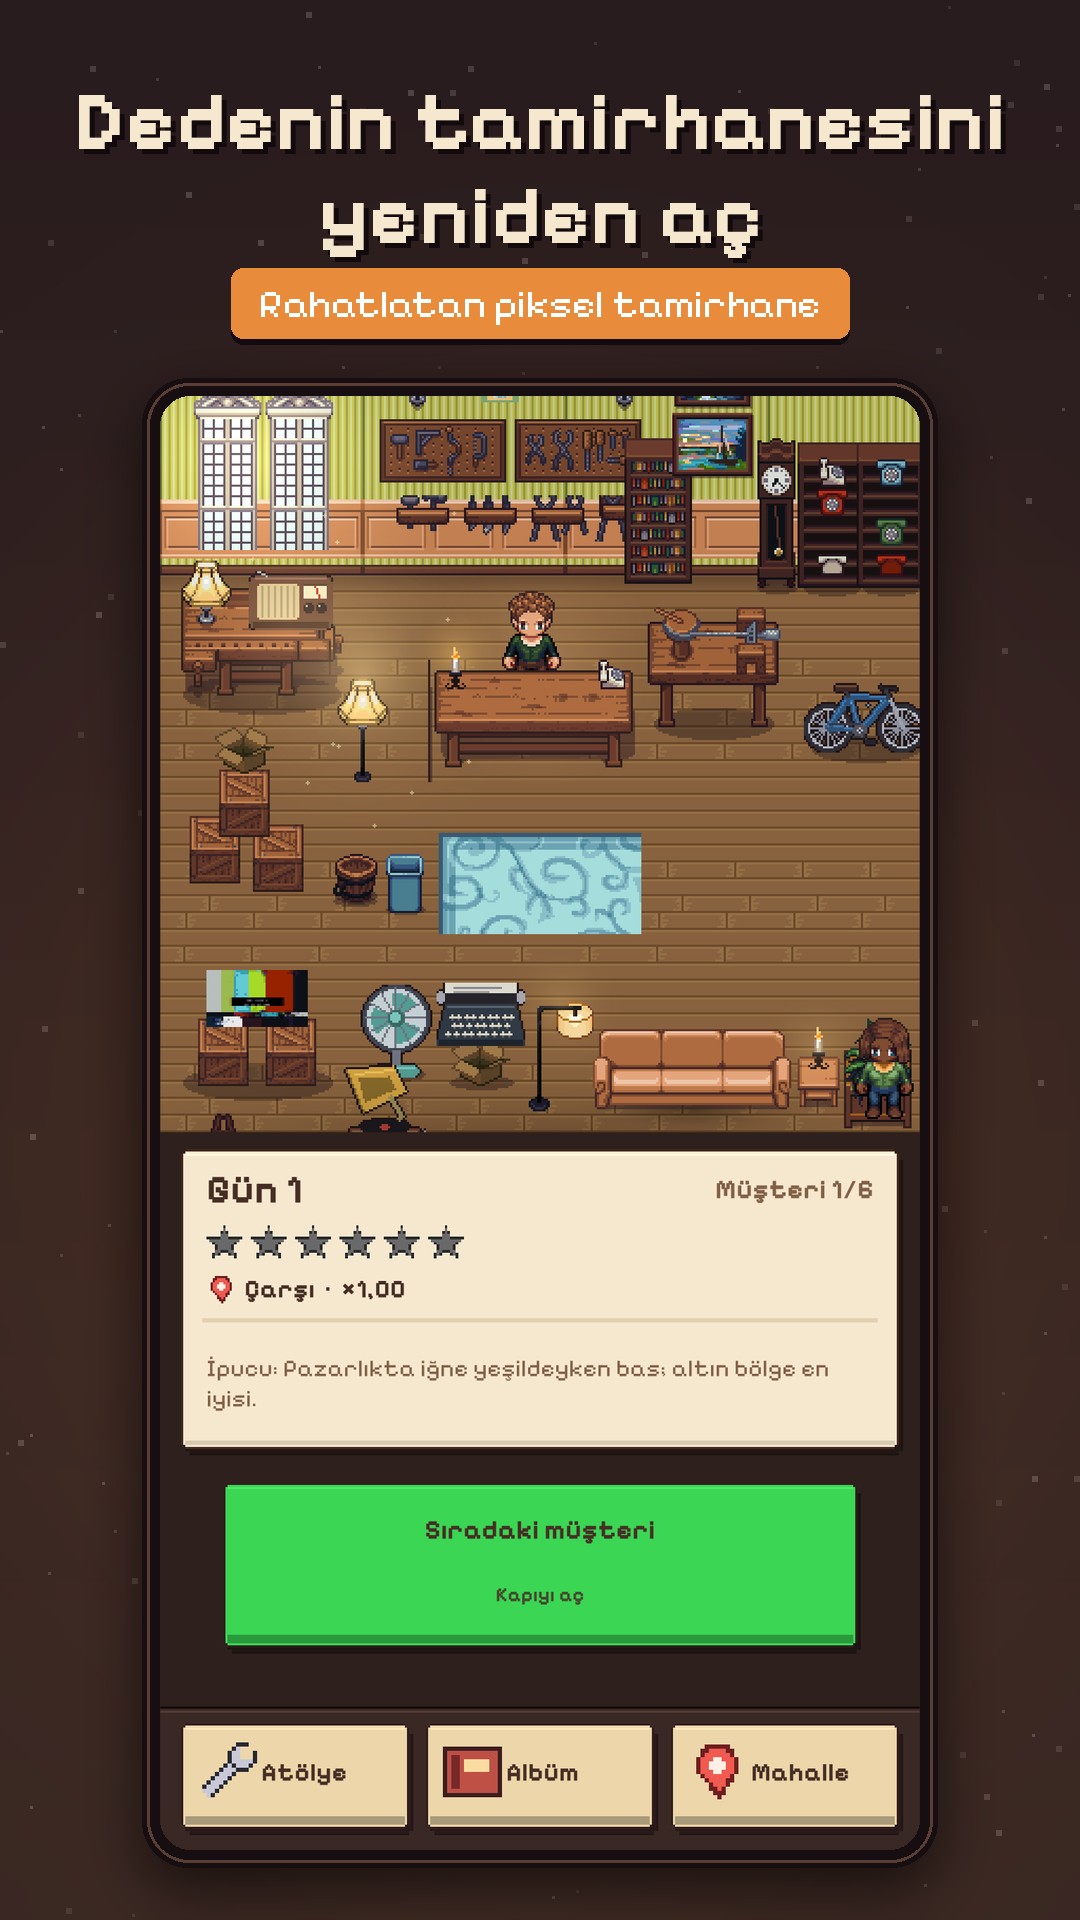 Dedenin tamirhanesini
yeniden aç
Rahatlatan piksel tamirhane
Gün 1
Müşteri 1/6
Çarşı · ×1,00
İpucu: Pazarlıkta iğne yeşildeyken bas; altın bölge en
iyisi.
Sıradaki müşteri
Kapıyı aç
Atölye
Albüm
Mahalle